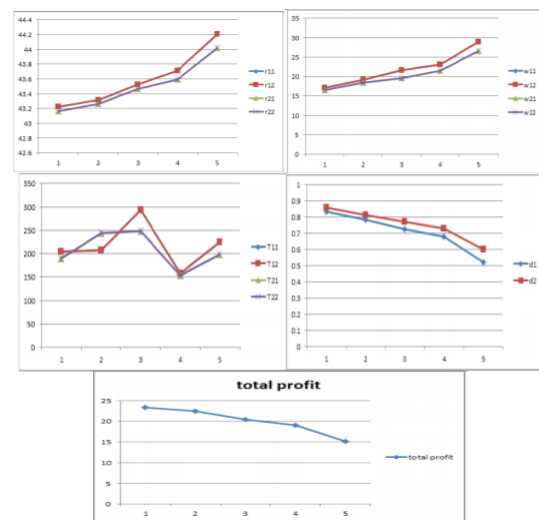 44.4
44.2
44
43.8
43.6
43.4
43.2
43
42.8
42.6
1 2 3 4 5
r11
r12
r21
r22
35
30
25
20
15
10
5
0
1 2 3 4 5
w11
w12
w21
w22
350
300
250
200
150
100
50
0
1 2 3 4 5
T11
T12
T21
T22
1
0.9
0.8
0.7
0.6
0.5
0.4
0.3
0.2
0.1
0
1 2 3 4 5
d1
d2
total profit
25
20
15
10
5
0
1 2 3 4 5
total profit